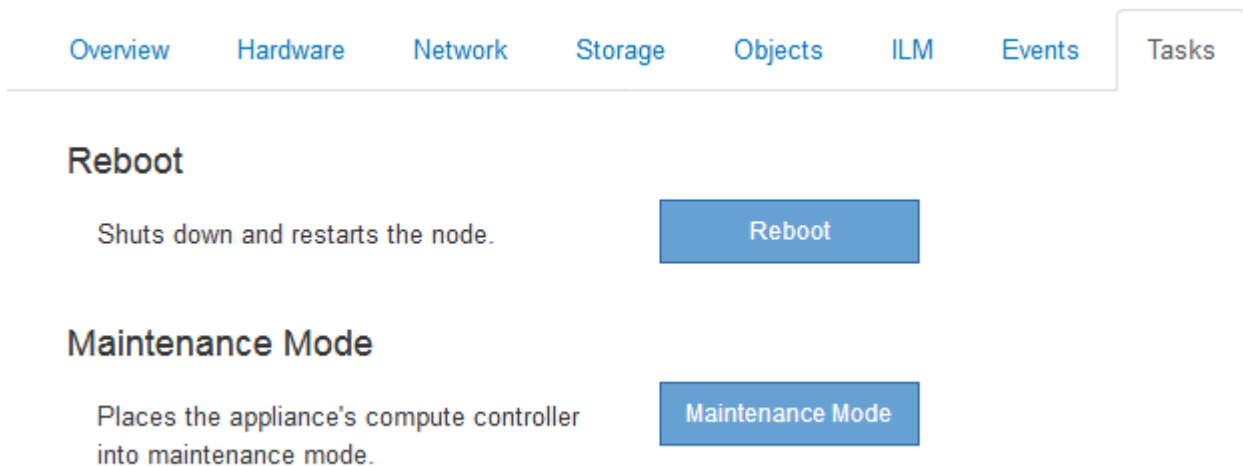 Overview Hardware Network Storage Objects ILM Events Tasks
Reboot
Shuts down and restarts the node. Reboot
Maintenance Mode
Places the appliance's compute controller Maintenance Mode
into maintenance mode.